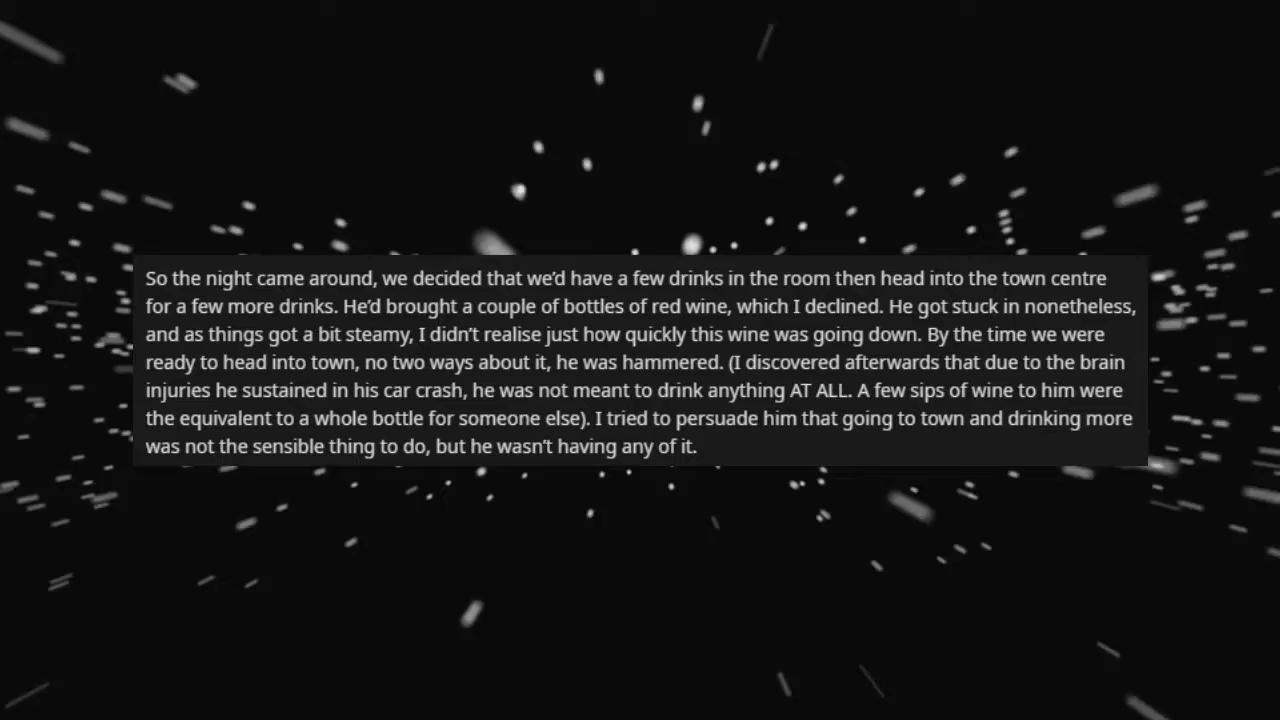 So the night came around, we decided that we’d have a few drinks in the room then head into the town centre
for a few more drinks. He’d brought a couple of bottles of red wine, which I declined. He got stuck in nonetheless,
and as things got a bit steamy, I didn’t realise just how quickly this wine was going down. By the time we were
ready to head into town, no two ways about it, he was hammered. (I discovered afterwards that due to the brain
injuries he sustained in his car crash, he was not meant to drink anything AT ALL. A few sips of wine to him were
the equivalent to a whole bottle for someone else). I tried to persuade him that going to town and drinking more
was not the sensible thing to do, but he wasn’t having any of it.